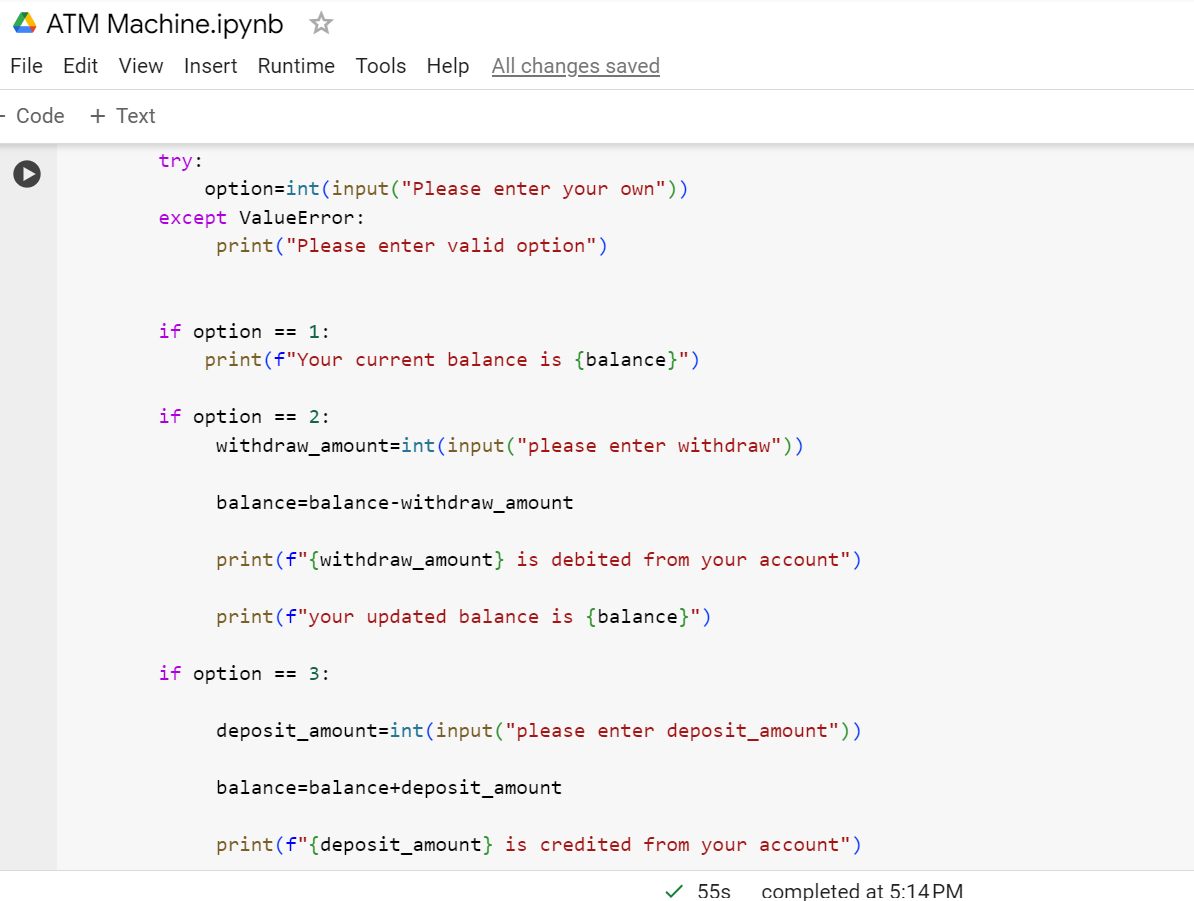 ATM Machine.ipynb
File Edit View Insert Runtime Tools Help All changes saved
Code + Text
try:
option=int(input("Please enter your own"))
except ValueError:
print("Please enter valid option")
if option == 1:
print(f"Your current balance is {balance}")
if option == 2:
withdraw_amount=int(input("please enter withdraw"))
balance=balance-withdraw_amount
print(f"{withdraw_amount} is debited from your account")
print(f"your updated balance is {balance}")
if option == 3:
deposit_amount=int(input("please enter deposit_amount"))
balance=balance+deposit_amount
print(f"{deposit_amount} is credited from your account")
✓ 55s completed at 5:14 PM